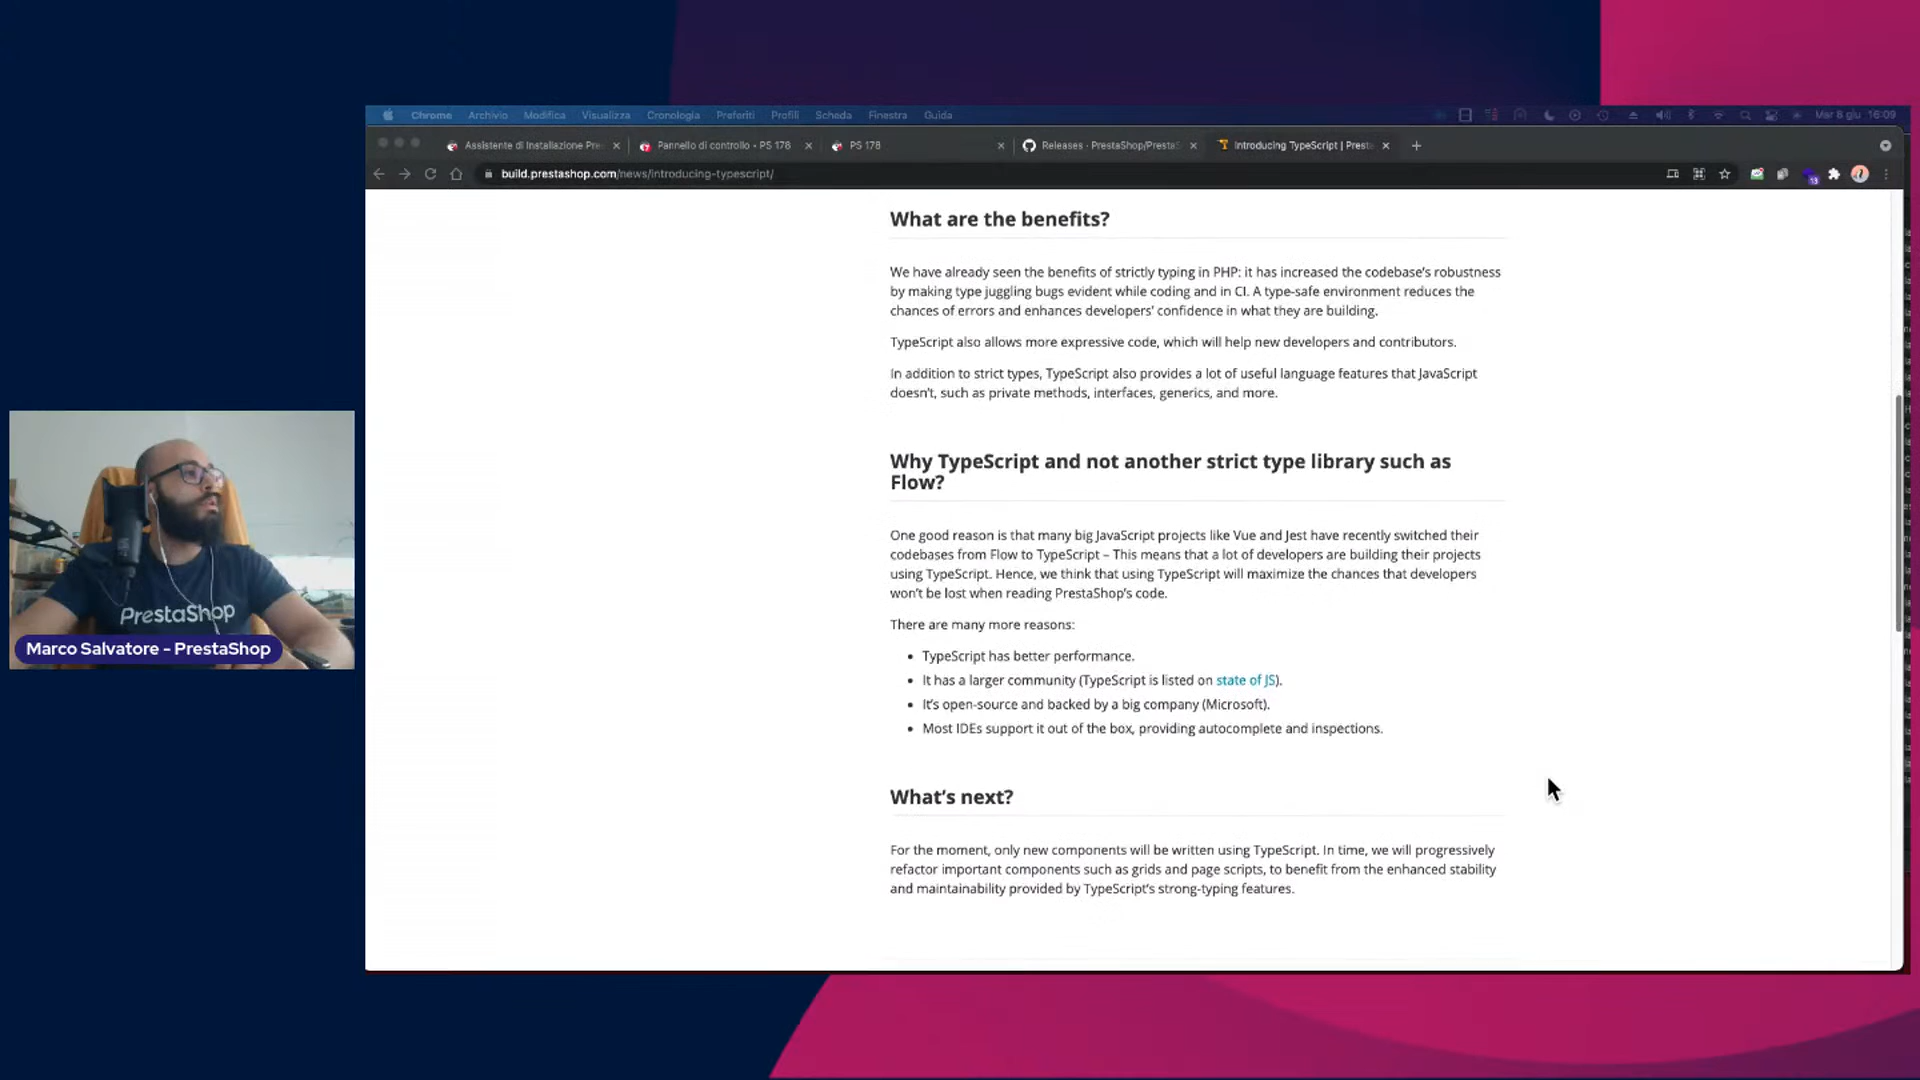 Chrome Archivio Modifica Visualizza Cronologia Preferiti Profili Scheda Finestra Guida
Mar 8 giu 16:09
Assistente di Installazione Pre
Pannello di controllo • PS 178
PS 178
Releases · PrestaShop/Presta
Introducing TypeScript | Prest
build.prestashop.com/news/introducing-typescript/
13
What are the benefits?
We have already seen the benefits of strictly typing in PHP: it has increased the codebase's robustness
by making type juggling bugs evident while coding and in CI. A type-safe environment reduces the
chances of errors and enhances developers' confidence in what they are building.
TypeScript also allows more expressive code, which will help new developers and contributors.
In addition to strict types, TypeScript also provides a lot of useful language features that JavaScript
doesn't, such as private methods, interfaces, generics, and more.
Why TypeScript and not another strict type library such as
Flow?
One good reason is that many big JavaScript projects like Vue and Jest have recently switched their
codebases from Flow to TypeScript – This means that a lot of developers are building their projects
using TypeScript. Hence, we think that using TypeScript will maximize the chances that developers
won't be lost when reading PrestaShop's code.
There are many more reasons:
• TypeScript has better performance.
• It has a larger community (TypeScript is listed on state of JS).
• It's open-source and backed by a big company (Microsoft).
• Most IDEs support it out of the box, providing autocomplete and inspections.
What's next?
For the moment, only new components will be written using TypeScript. In time, we will progressively
refactor important components such as grids and page scripts, to benefit from the enhanced stability
and maintainability provided by TypeScript's strong-typing features.
PrestaShop
Marco Salvatore - PrestaShop